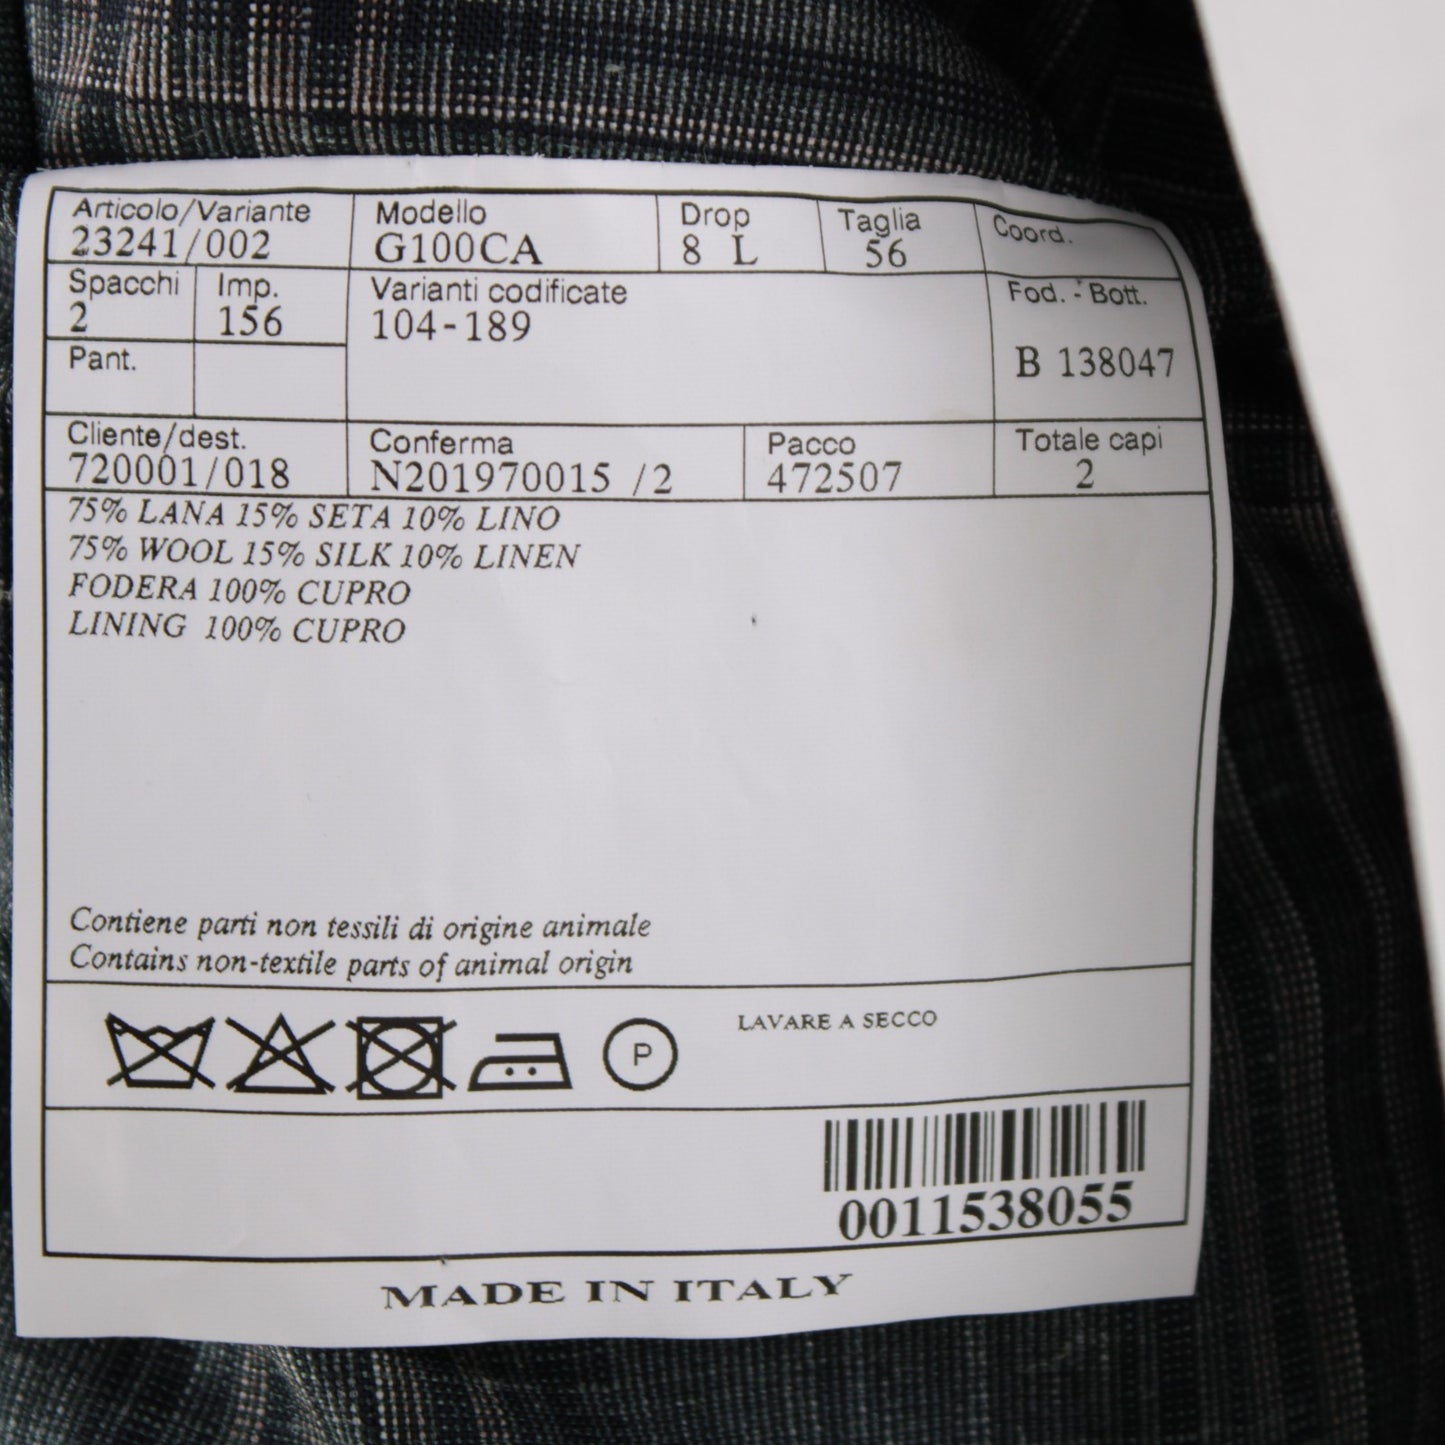 Articolo/Variante Modello Drop Taglia Coord.
23241/002 G100CA 8 L 56
Spacchi Imp. Varianti codificate Fod. - Bott.
2 156 104-189
Pant. B 138047
Cliente/dest. Conferma Pacco Totale capi
720001/018 N201970015 /2 472507 2
75% LANA 15% SETA 10% LINO
75% WOOL 15% SILK 10% LINEN
FODERA 100% CUPRO
LINING 100% CUPRO
Contiene parti non tessili di origine animale
Contains non-textile parts of animal origin
P LAVARE A SECCO
0011538055
MADE IN ITALY